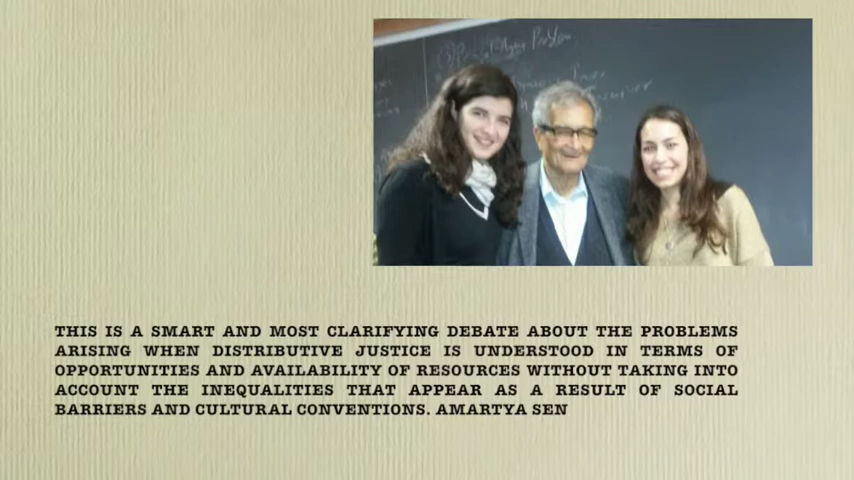 Problem
THIS IS A SMART AND MOST CLARIFYING DEBATE ABOUT THE PROBLEMS
ARISING WHEN DISTRIBUTIVE JUSTICE IS UNDERSTOOD IN TERMS OF
OPPORTUNITIES AND AVAILABILITY OF RESOURCES WITHOUT TAKING INTO
ACCOUNT THE INEQUALITIES THAT APPEAR AS A RESULT OF SOCIAL
BARRIERS AND CULTURAL CONVENTIONS. AMARTYA SEN